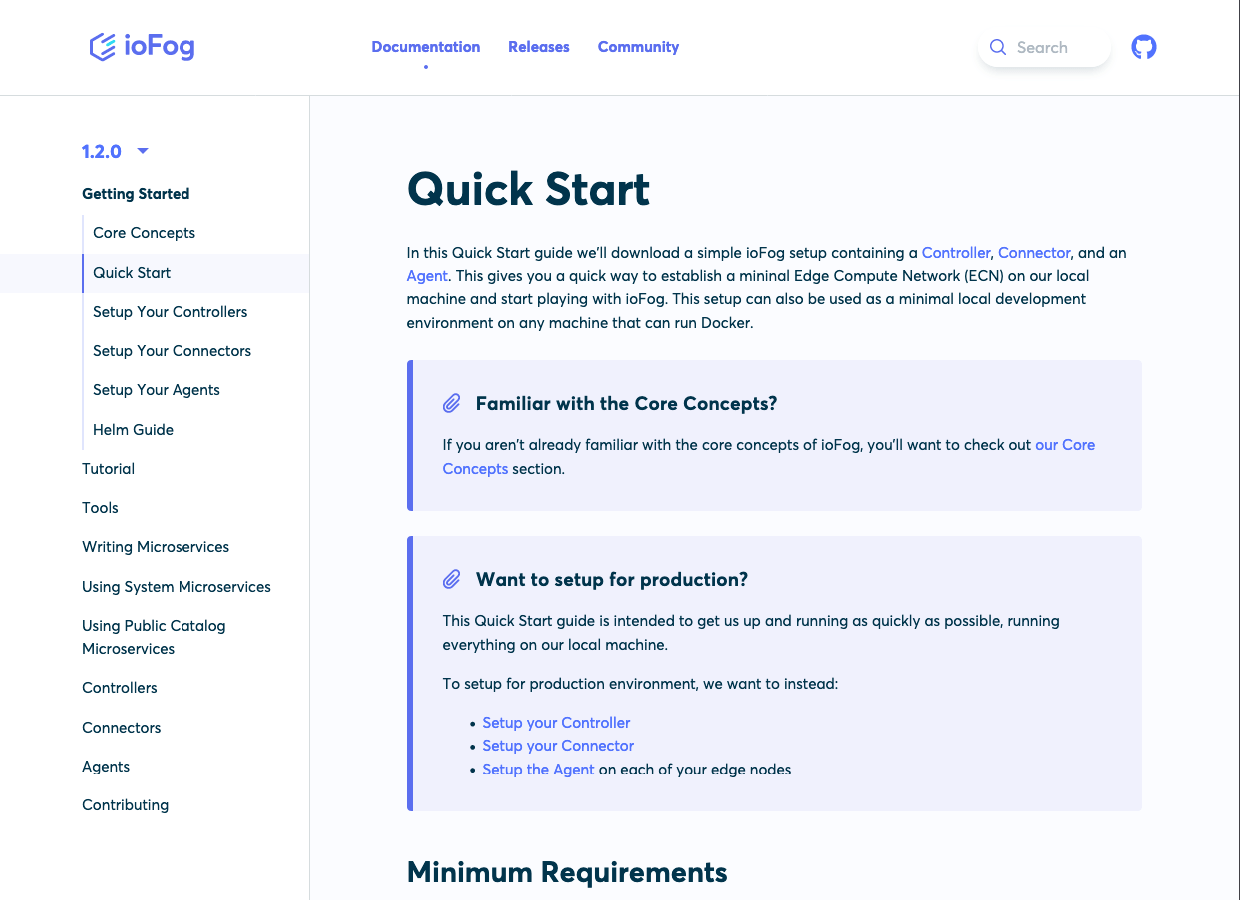 ioFog
Documentation
Releases
Community
Search
1.2.0
Getting Started
Core Concepts
Quick Start
Setup Your Controllers
Setup Your Connectors
Setup Your Agents
Helm Guide
Tutorial
Tools
Writing Microservices
Using System Microservices
Using Public Catalog
Microservices
Controllers
Connectors
Agents
Contributing
Quick Start
In this Quick Start guide we'll download a simple ioFog setup containing a Controller, Connector, and an
Agent. This gives you a quick way to establish a mininal Edge Compute Network (ECN) on our local
machine and start playing with ioFog. This setup can also be used as a minimal local development
environment on any machine that can run Docker.
Familiar with the Core Concepts?
If you aren't already familiar with the core concepts of ioFog, you'll want to check out our Core
Concepts section.
Want to setup for production?
This Quick Start guide is intended to get us up and running as quickly as possible, running
everything on our local machine.
To setup for production environment, we want to instead:
• Setup your Controller
• Setup your Connector
• Setup the Agent on each of your edge nodes
Minimum Requirements